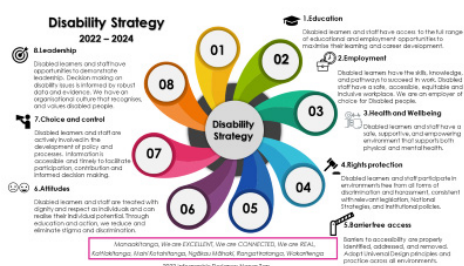 Disability Strategy
2022 – 2024
1.Education
Disabled learners and staff have access to the full range
of educational and employment opportunities to
maximise their learning and career development.
2.Employment
Disabled learners have the skills, knowledge,
and pathways to succeed in work. Disabled
staff have a safe, accessible, equitable and
inclusive workplace. We are an employer of
choice for Disabled people.
3.Health and Wellbeing
Disabled learners and staff have a
safe, supportive, and empowering
environment that supports both
physical and mental health.
4.Rights protection
Disabled learners and staff participate in
environments free from all forms of
discrimination and harassment, consistent
with relevant legislation, National
Strategies, and institutional policies.
5.Barrier free access
Barriers to accessibility are properly
identified, addressed, and removed.
Adopt Universal Design principles and
practice across all environments.
6.Attitudes
Disabled learners and staff are treated with
dignity and respect as individuals and can
realise their individual potential. Through
education and action, we reduce and
eliminate stigma and discrimination.
7.Choice and control
Disabled learners and staff are
actively involved in the
development of policy and
processes. Information is
accessible and timely to facilitate
participation, contribution and
informed decision making.
8.Leadership
Disabled learners and staff have
opportunities to demonstrate
leadership. Decision making on
disability issues is informed by robust
data and evidence. We have an
organisational culture that recognises,
and values disabled people.
01
02
03
04
05
06
07
08
Disability
Strategy
Manaakitanga, We are EXCELLENT, We are CONNECTED, We are REAL,
Kaitiakitanga, Mahi Kotahitanga, Ngākau Māhaki, Rangatiratanga, Wakaritenga